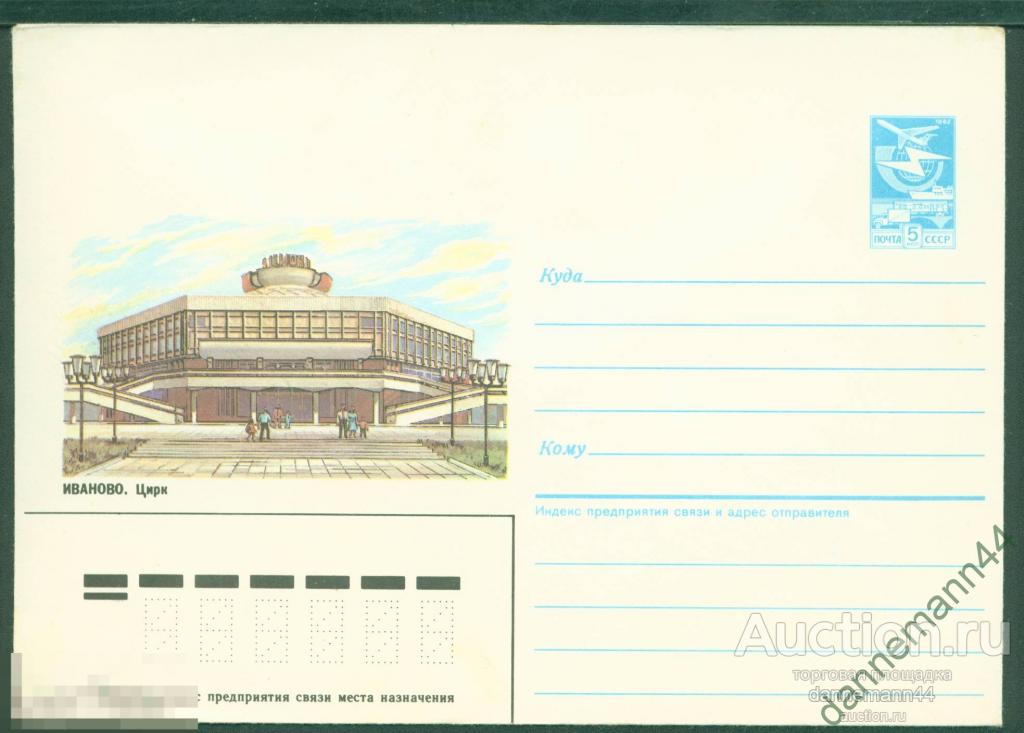 1982
ПОЧТА 5 СССР
Куда
ИВАНОВО. Цирк
Кому
Индекс предприятия связи и адрес отправителя
предприятия связи места назначения
Auction.ru
торговая площадка
dannemann44
auction.ru
dannemann44